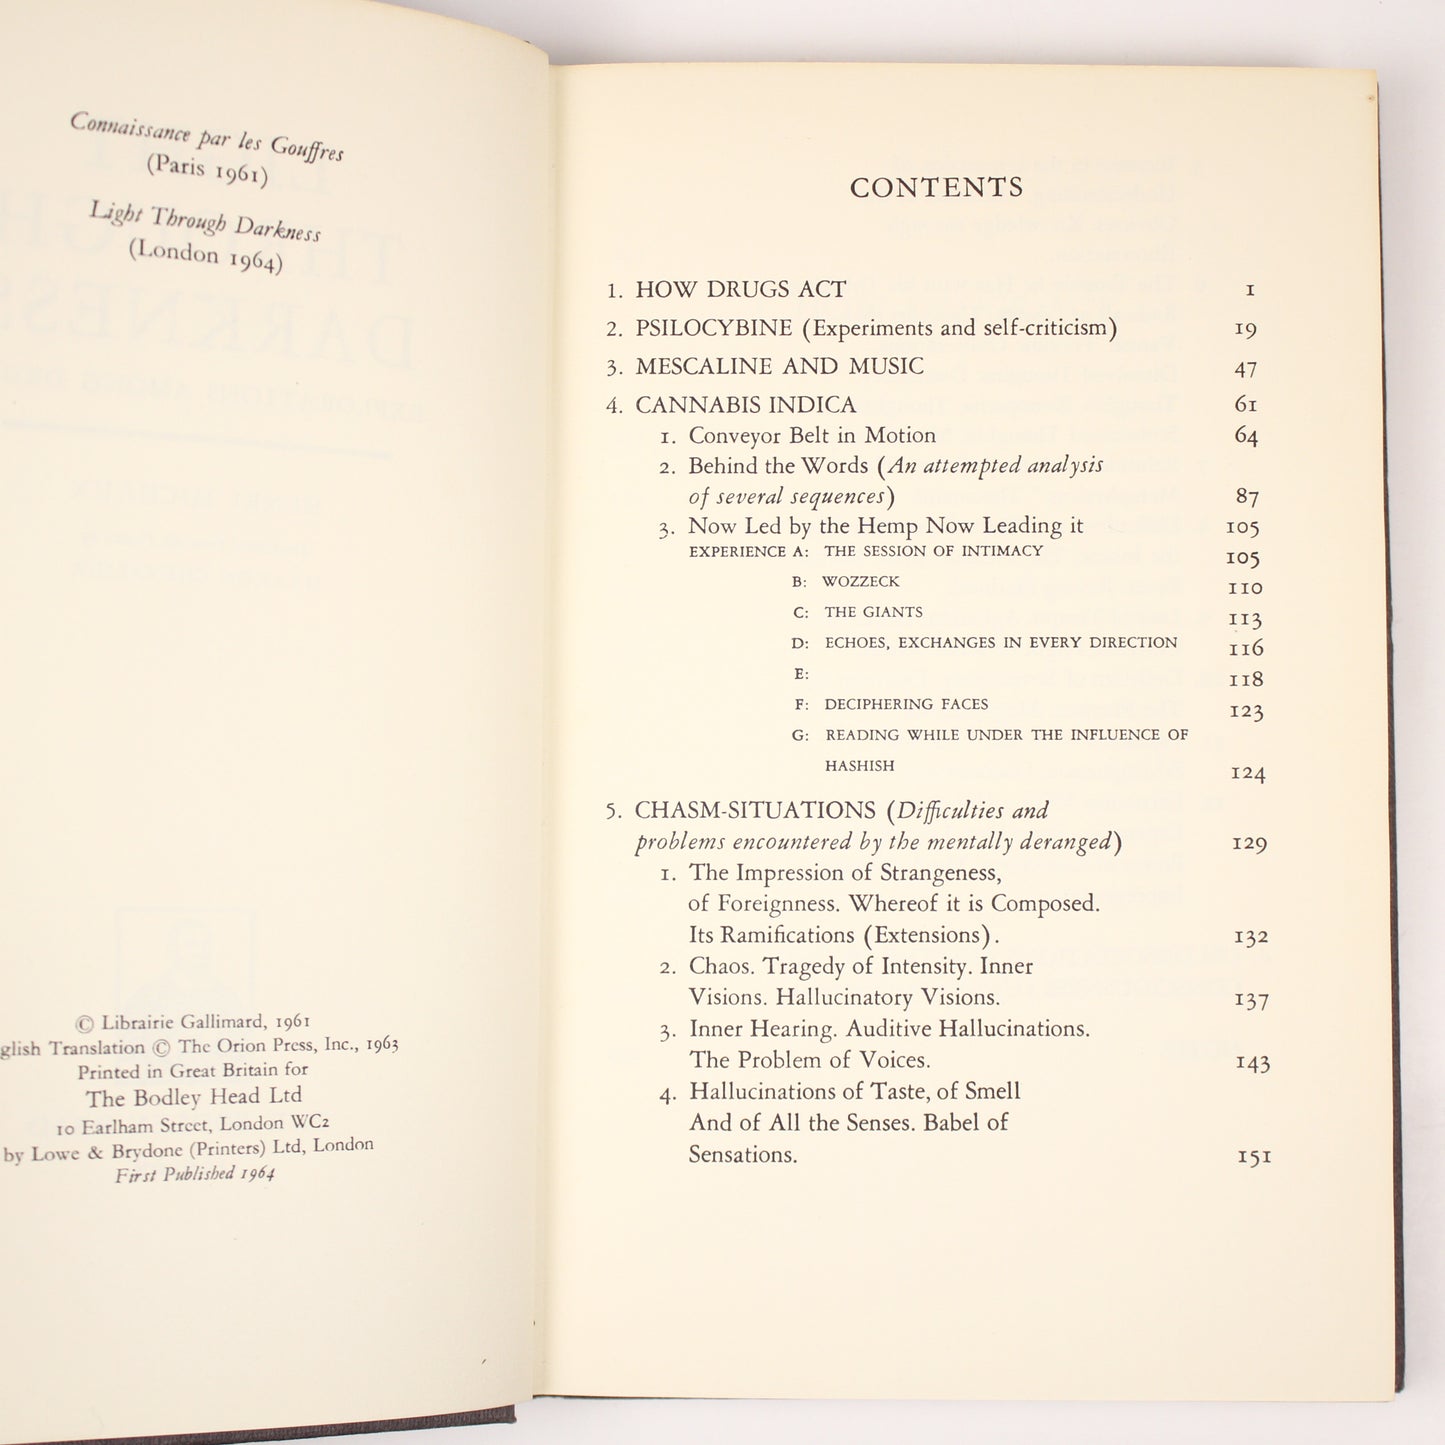 Connaissance par les Gouffres
(Paris 1961)
Light Through Darkness
(London 1964)
© Librairie Gallimard, 1961
glish Translation © The Orion Press, Inc., 1963
Printed in Great Britain for
The Bodley Head Ltd
10 Earlham Street, London WC2
by Lowe & Brydone (Printers) Ltd, London
First Published 1964
CONTENTS
1. HOW DRUGS ACT 1
2. PSILOCYBINE (Experiments and self-criticism) 19
3. MESCALINE AND MUSIC 47
4. CANNABIS INDICA 61
1. Conveyor Belt in Motion 64
2. Behind the Words (An attempted analysis
of several sequences) 87
3. Now Led by the Hemp Now Leading it 105
EXPERIENCE A: THE SESSION OF INTIMACY 105
B: WOZZECK 110
C: THE GIANTS 113
D: ECHOES, EXCHANGES IN EVERY DIRECTION 116
E: 118
F: DECIPHERING FACES 123
G: READING WHILE UNDER THE INFLUENCE OF
HASHISH 124
5. CHASM-SITUATIONS (Difficulties and
problems encountered by the mentally deranged) 129
1. The Impression of Strangeness,
of Foreignness. Whereof it is Composed.
Its Ramifications (Extensions). 132
2. Chaos. Tragedy of Intensity. Inner
Visions. Hallucinatory Visions. 137
3. Inner Hearing. Auditive Hallucinations.
The Problem of Voices. 143
4. Hallucinations of Taste, of Smell
And of All the Senses. Babel of
Sensations. 151